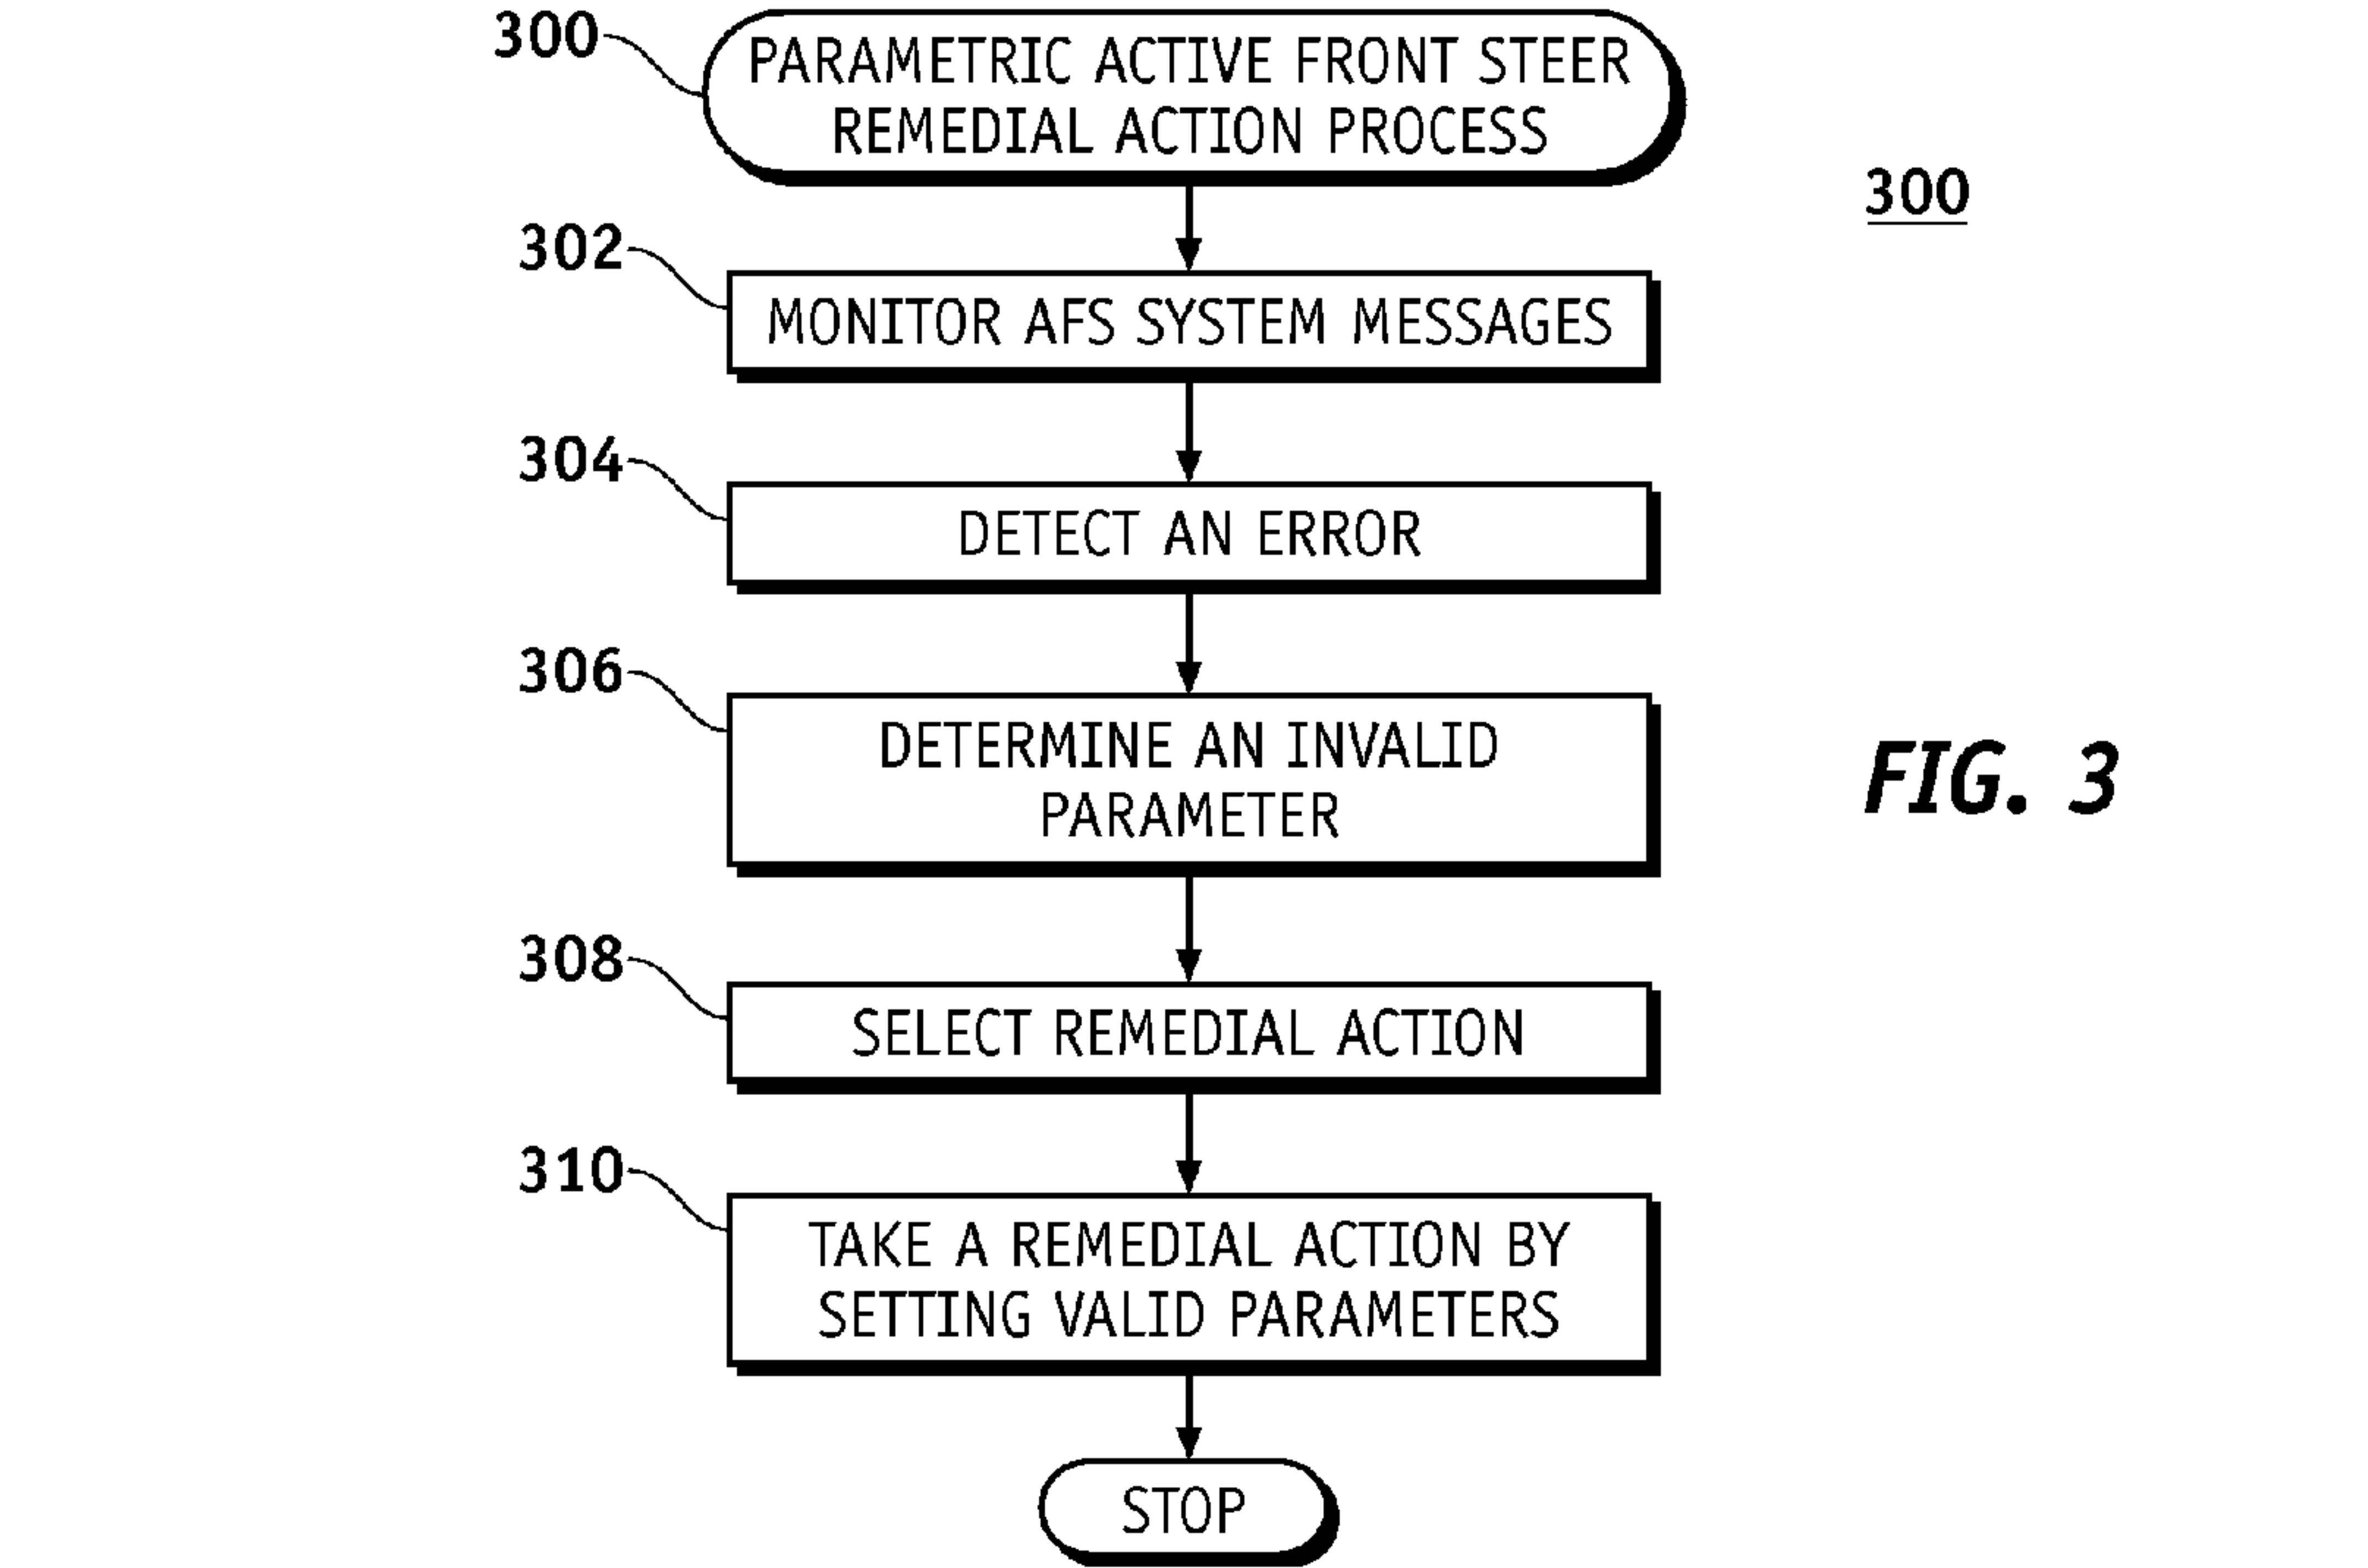 300
PARAMETRIC ACTIVE FRONT STEER
REMEDIAL ACTION PROCESS
300
302
MONITOR AFS SYSTEM MESSAGES
304
DETECT AN ERROR
306
DETERMINE AN INVALID
PARAMETER
FIG. 3
308
SELECT REMEDIAL ACTION
310
TAKE A REMEDIAL ACTION BY
SETTING VALID PARAMETERS
STOP